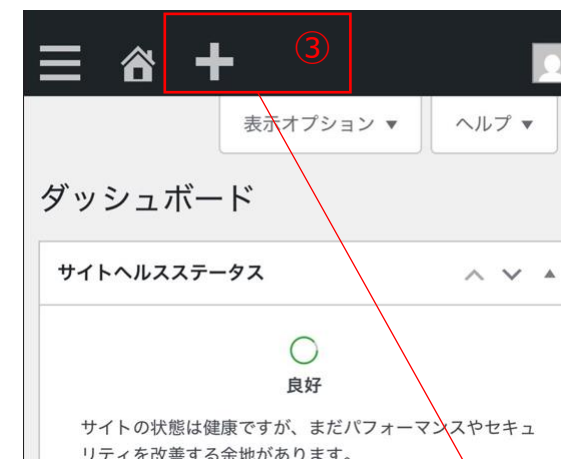 ③
表示オプション ▼
ヘルプ ▼
ダッシュボード
サイトヘルスステータス
良好
サイトの状態は健康ですが、まだパフォーマンスやセキュ
リティを改善する余地があります。